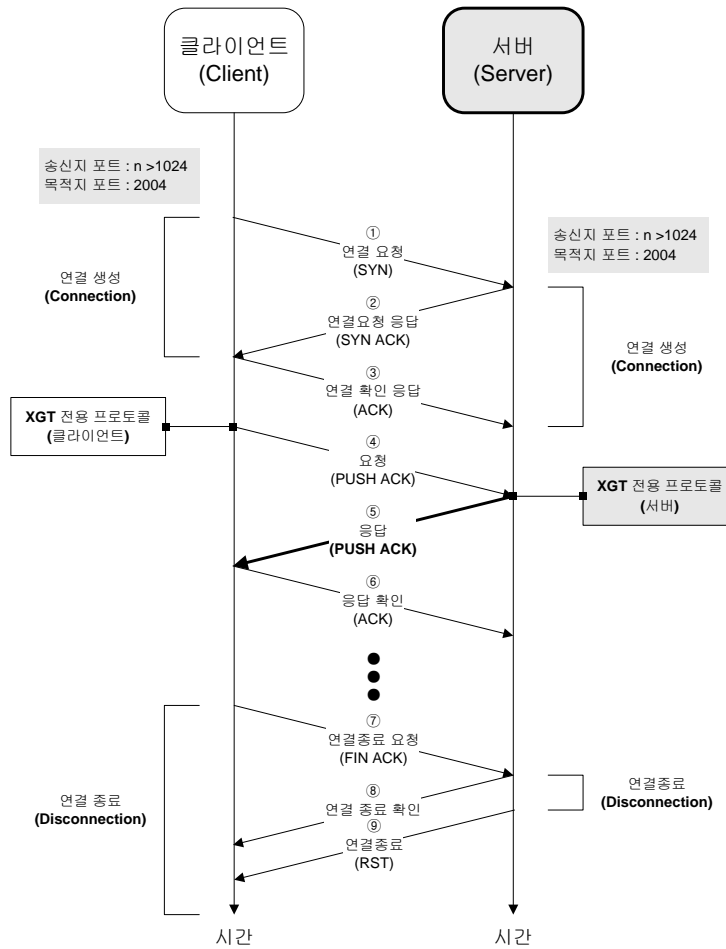 클라이언트
(Client)
서버
(Server)
송신지 포트 : n >1024
목적지 포트 : 2004
①
연결 요청
(SYN)
송신지 포트 : n >1024
목적지 포트 : 2004
연결 생성
(Connection)
②
연결요청 응답
(SYN ACK)
연결 생성
(Connection)
③
연결 확인 응답
(ACK)
XGT 전용 프로토콜
(클라이언트)
④
요청
(PUSH ACK)
XGT 전용 프로토콜
(서버)
⑤
응답
(PUSH ACK)
⑥
응답 확인
(ACK)
⑦
연결종료 요청
(FIN ACK)
연결 종료
(Disconnection)
⑧
연결 종료 확인
연결종료
(Disconnection)
⑨
연결종료
(RST)
시간
시간